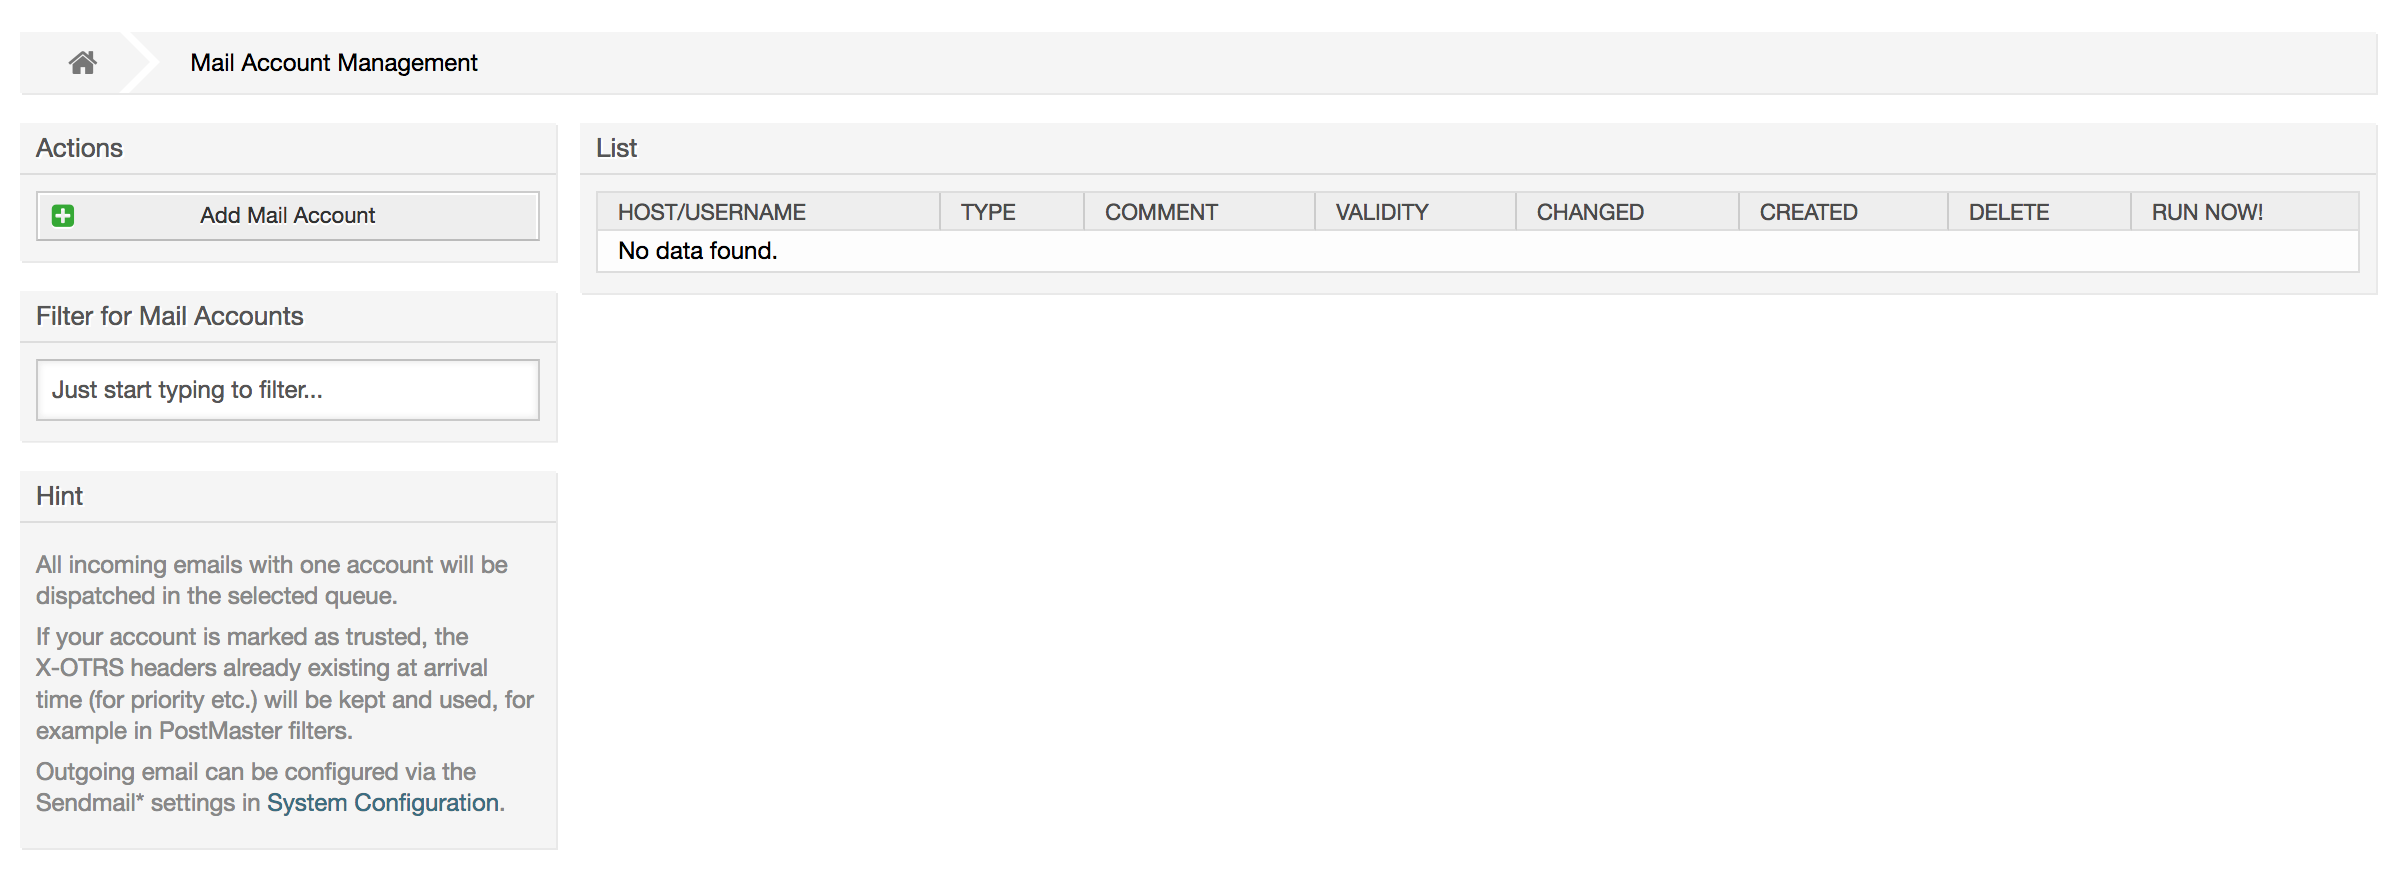 Mail Account Management
Actions
Add Mail Account
Filter for Mail Accounts
Just start typing to filter...
Hint
All incoming emails with one account will be
dispatched in the selected queue.
If your account is marked as trusted, the
X-OTRS headers already existing at arrival
time (for priority etc.) will be kept and used, for
example in PostMaster filters.
Outgoing email can be configured via the
Sendmail* settings in System Configuration.
List
HOST/USERNAME TYPE COMMENT VALIDITY CHANGED CREATED DELETE RUN NOW!
No data found.